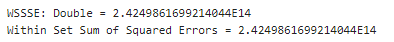 WSSSE: Double = 2.4249861699214044E14
Within Set Sum of Squared Errors = 2.4249861699214044E14